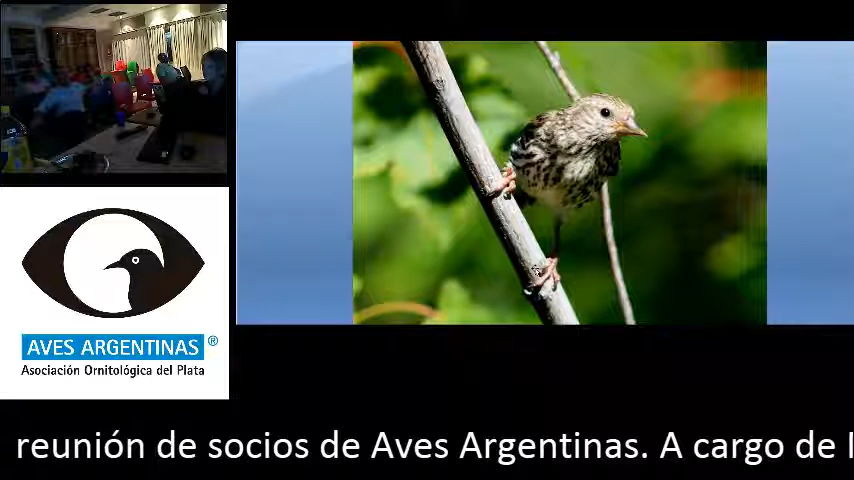 AVES ARGENTINAS ®
Asociación Ornitológica del Plata
reunión de socios de Aves Argentinas. A cargo de